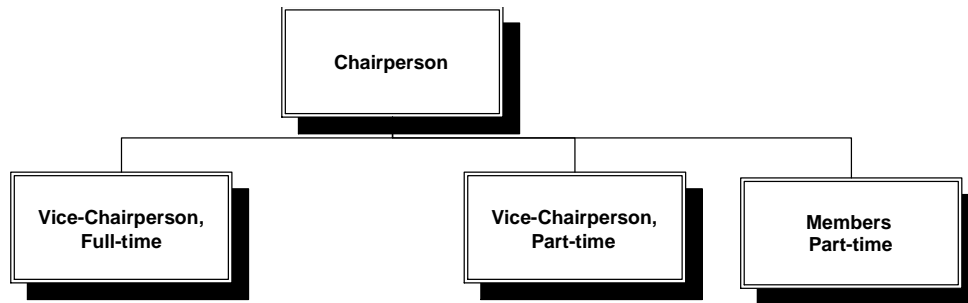 Chairperson
Vice-Chairperson,
Full-time
Vice-Chairperson,
Part-time
Members
Part-time